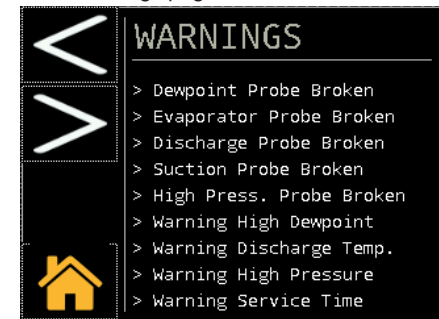 WARNINGS
> Dewpoint Probe Broken
> Evaporator Probe Broken
> Discharge Probe Broken
> Suction Probe Broken
> High Press. Probe Broken
> Warning High Dewpoint
> Warning Discharge Temp.
> Warning High Pressure
> Warning Service Time